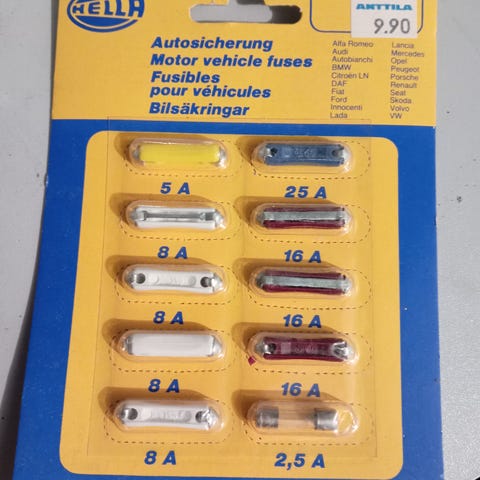 HELLA
ANTTILA
9.90
Autosicherung
Motor vehicle fuses
Fusibles
pour véhicules
Bilsäkringar
Alfa Romeo
Audi
Autobianchi
BMW
Citroën LN
DAF
Fiat
Ford
Innocenti
Lada
Lancia
Mercedes
Opel
Peugeot
Porsche
Renault
Seat
Skoda
Volvo
VW
5 A
25 A
8 A
16 A
8 A
16 A
8 A
16 A
8 A
2,5 A